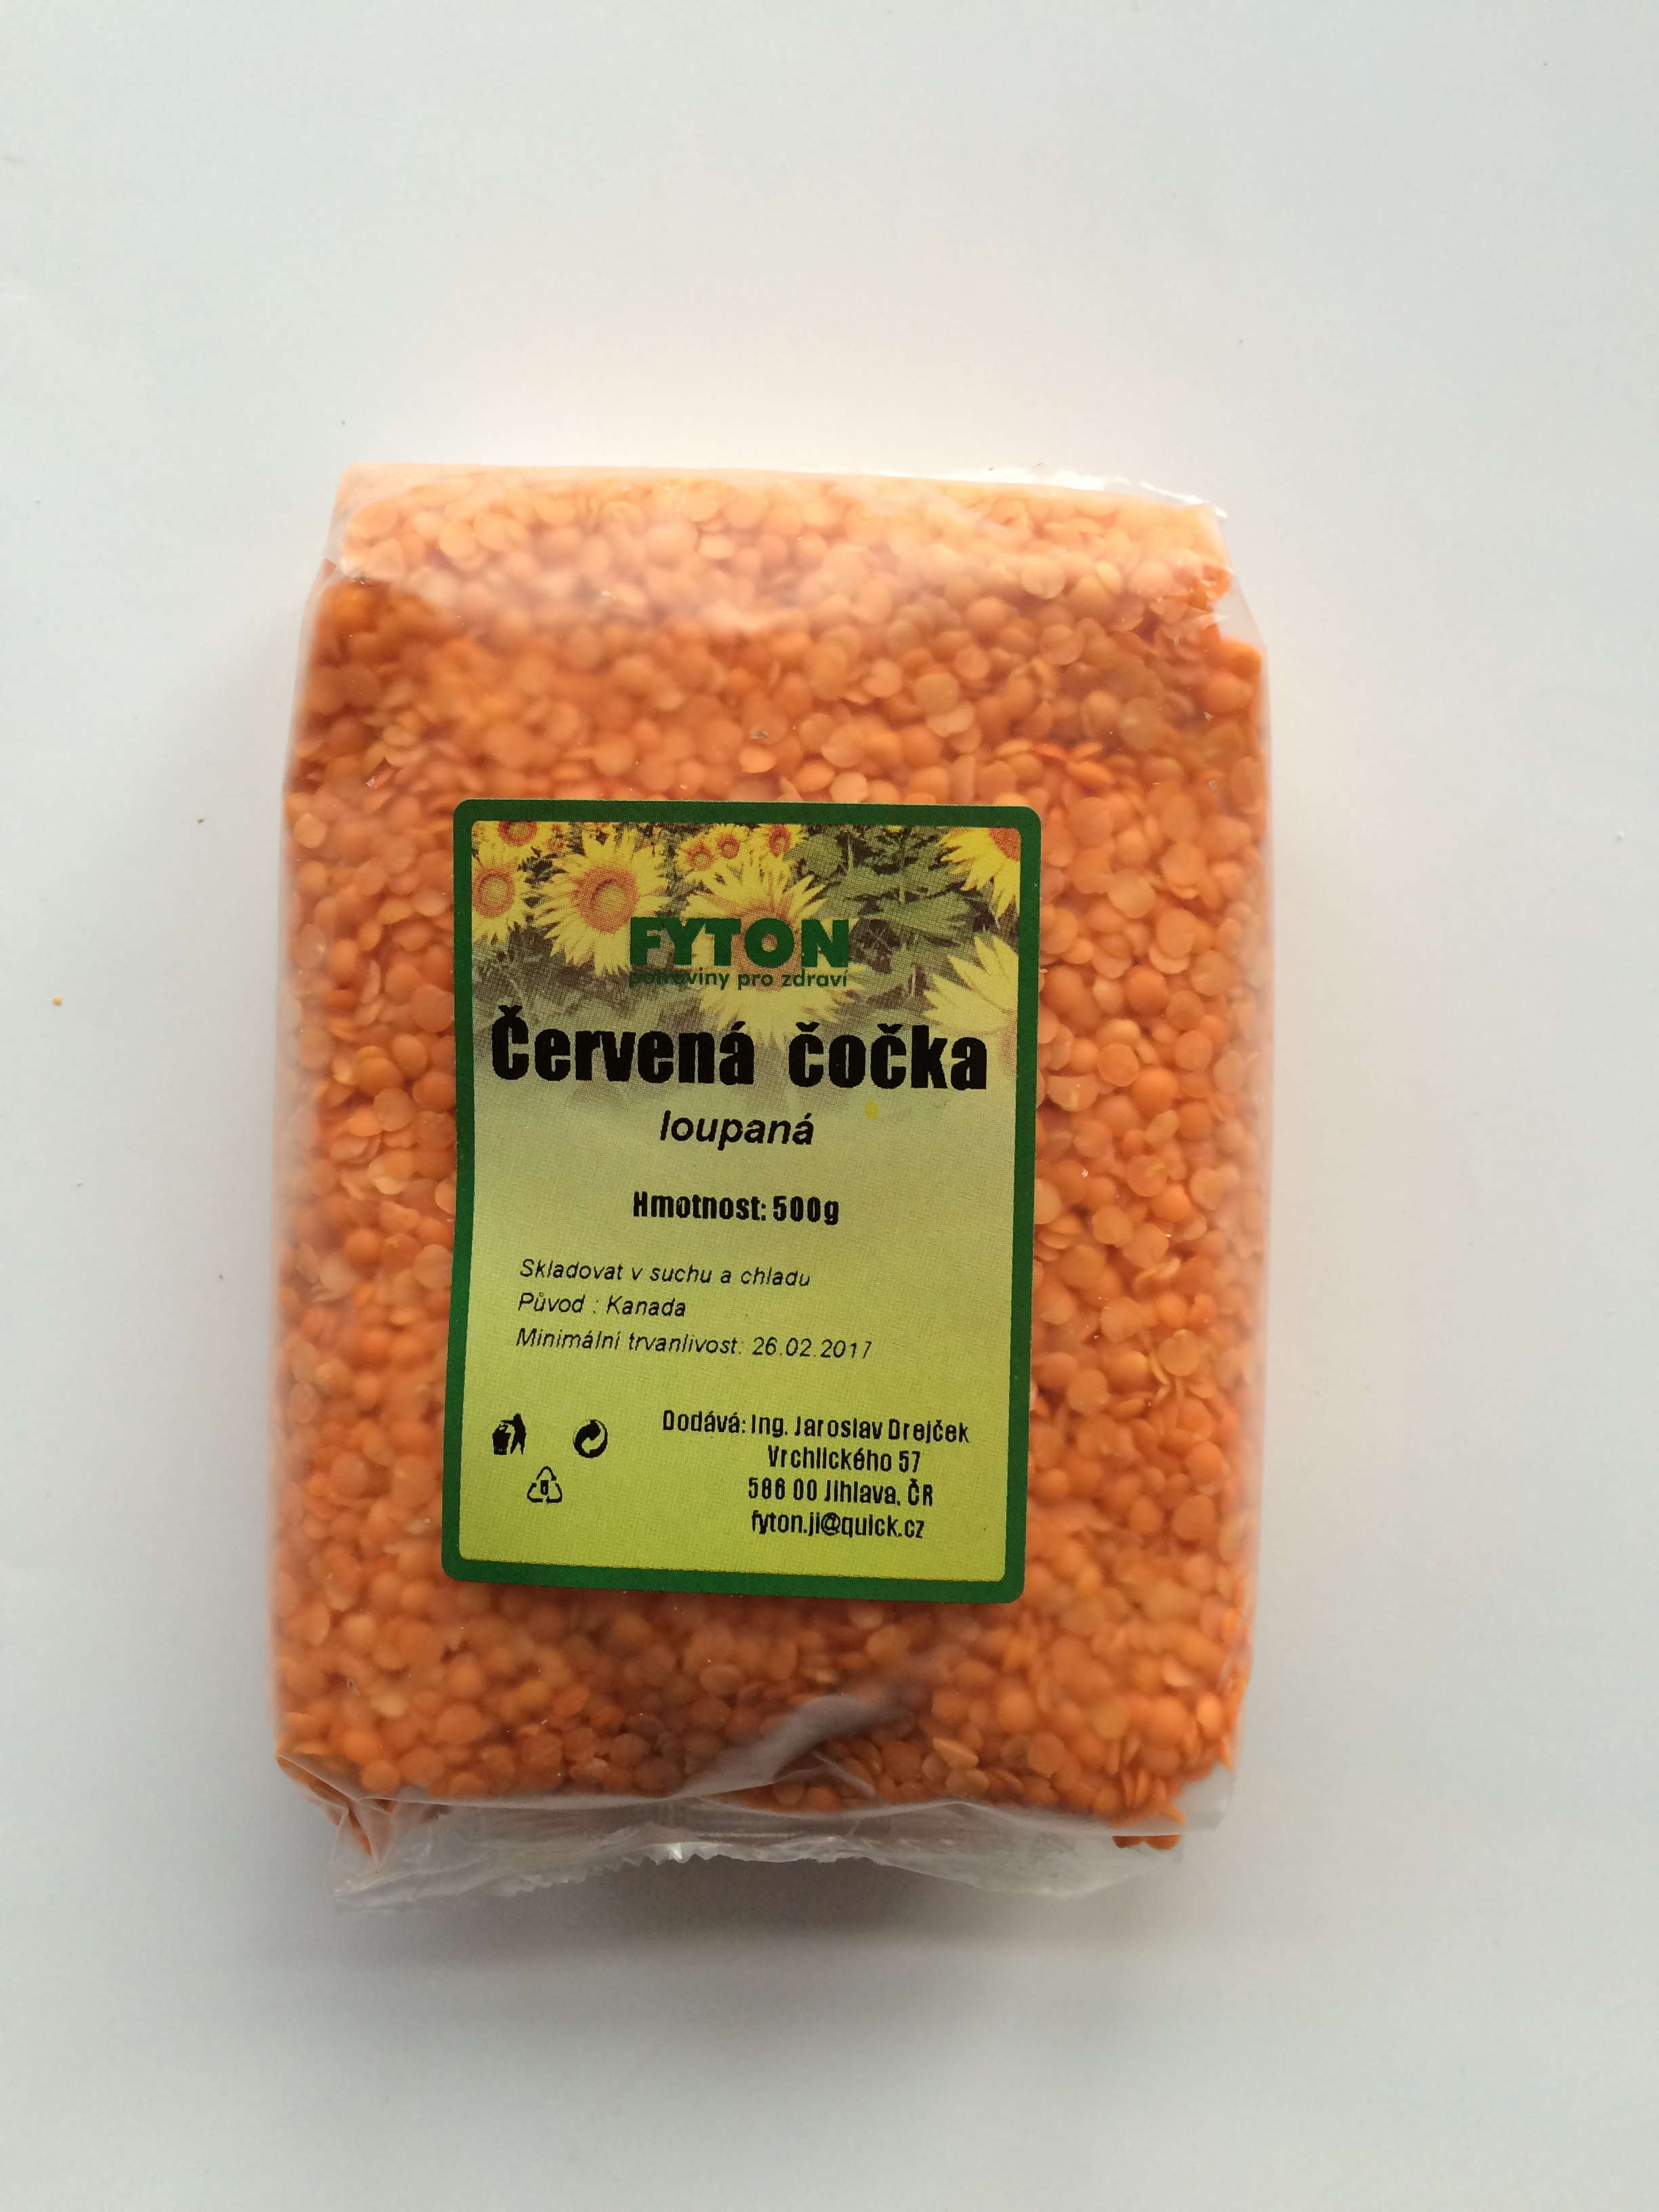 FYTON
potraviny pro zdraví
Červená čočka
loupaná
Hmotnost: 500g
Skladovat v suchu a chladu
Původ : Kanada
Minimální trvanlivost: 26.02.2017
Dodává: Ing. Jaroslav Drejček
Vrchlického 57
586 00 Jihlava, ČR
fyton.ji@quick.cz